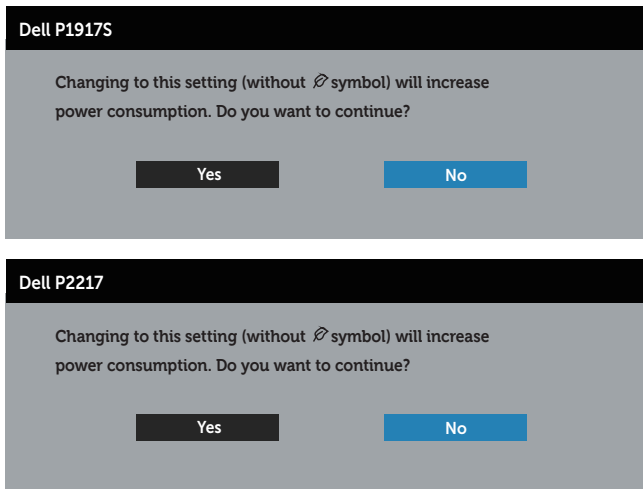 Dell P1917S
Changing to this setting (without symbol) will increase
power consumption. Do you want to continue?
Yes No
Dell P2217
Changing to this setting (without symbol) will increase
power consumption. Do you want to continue?
Yes No